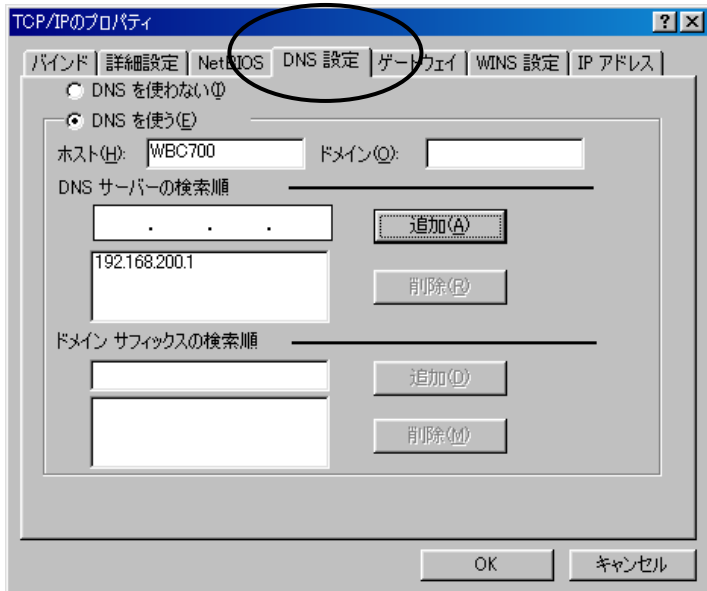 TCP/IPのプロパティ
バインド 詳細設定 NetBIOS DNS 設定 ゲートウェイ WINS 設定 IP アドレス
DNS を使わない(I)
DNS を使う(E)
ホスト(H): WBC700 ドメイン(O):
DNS サーバーの検索順
. . . 追加(A)
192.168.200.1
削除(R)
ドメイン サフィックスの検索順
追加(D)
削除(M)
OK キャンセル